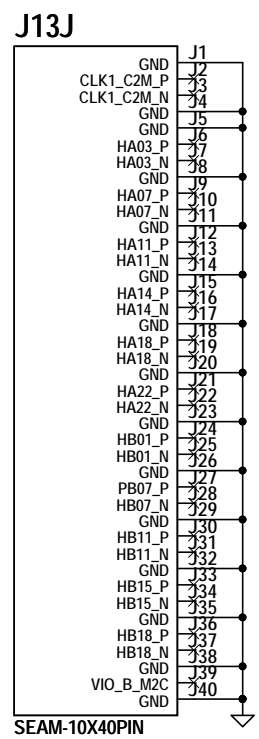 J13J
GND J1
CLK1_C2M_P J2
CLK1_C2M_N J3
GND J4
GND J5
HA03_P J6
HA03_N J7
GND J8
HA07_P J9
HA07_N J10
GND J11
HA11_P J12
HA11_N J13
GND J14
HA14_P J15
HA14_N J16
GND J17
HA18_P J18
HA18_N J19
GND J20
HA22_P J21
HA22_N J22
GND J23
HB01_P J24
HB01_N J25
GND J26
PB07_P J27
HB07_N J28
GND J29
HB11_P J30
HB11_N J31
GND J32
HB15_P J33
HB15_N J34
GND J35
HB18_P J36
HB18_N J37
GND J38
VIO_B_M2C J39
GND J40
SEAM-10X40PIN